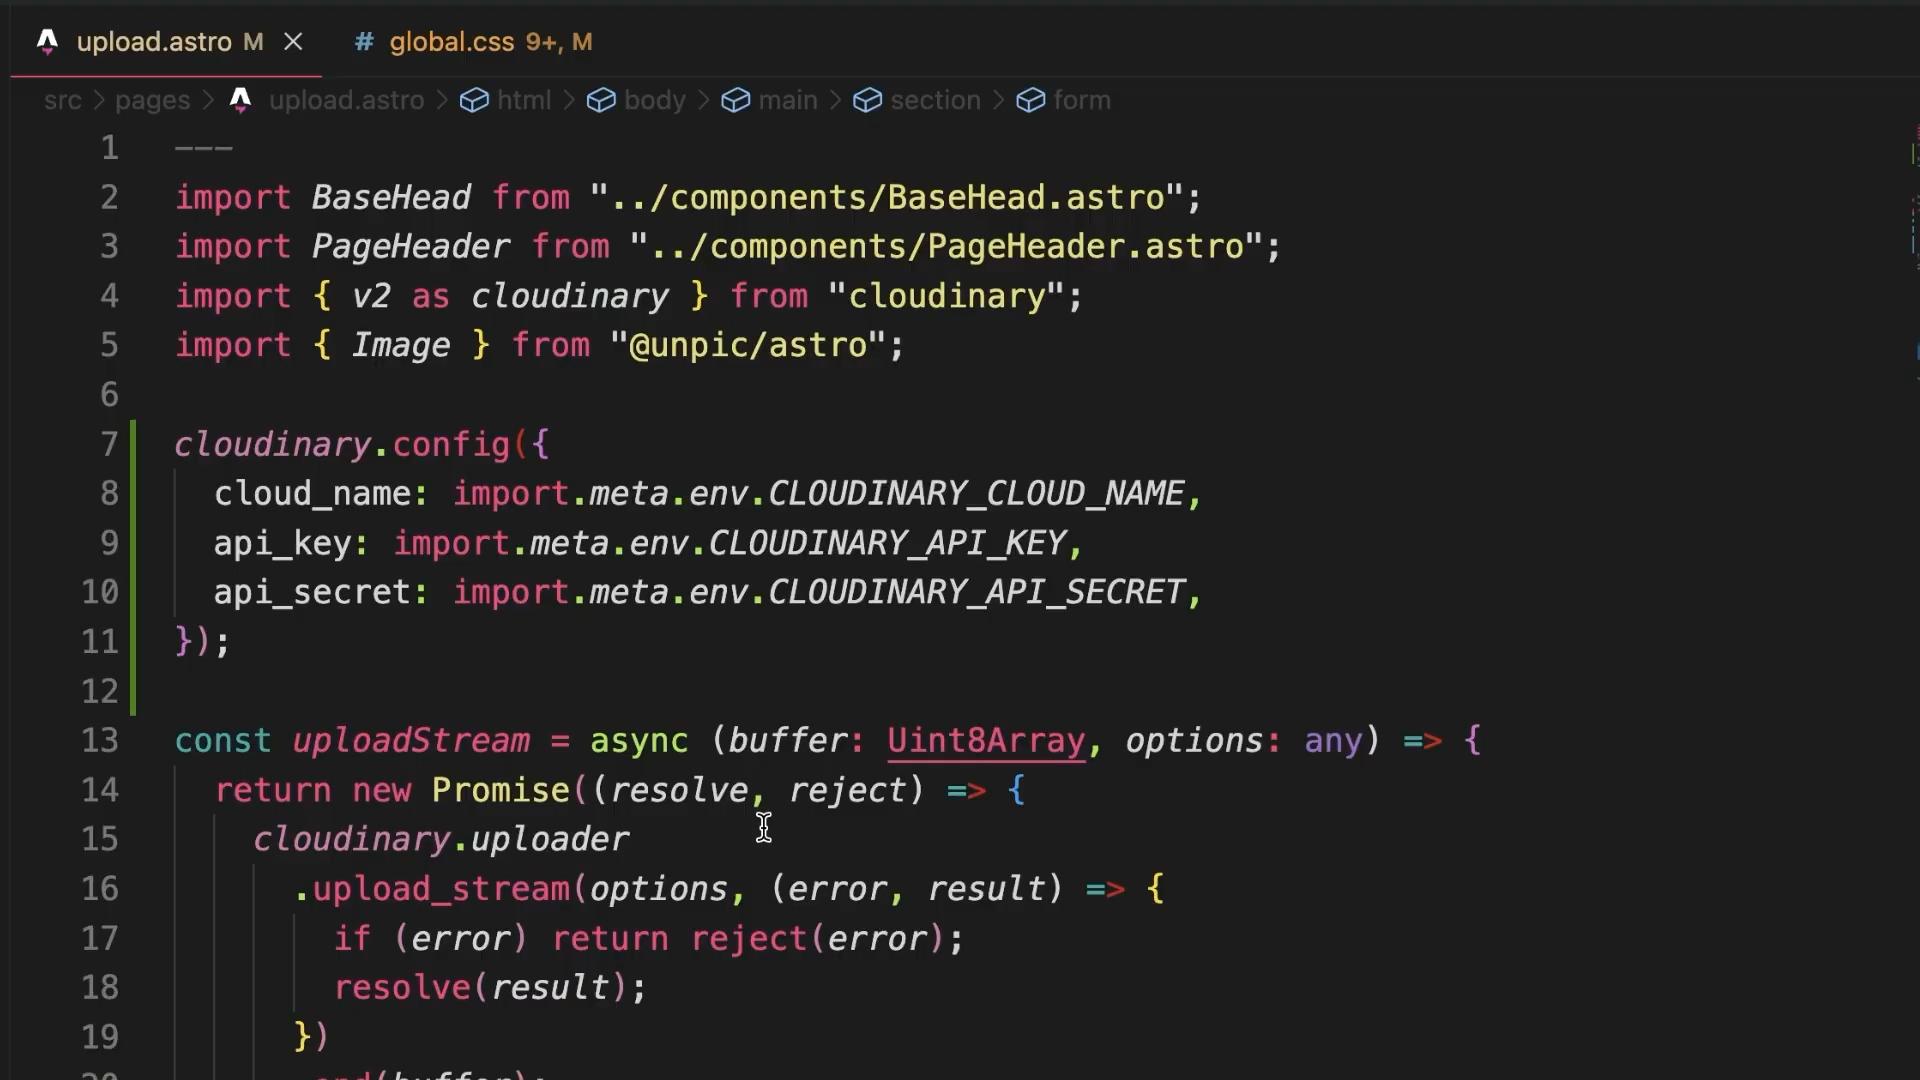 upload.astro M
# global.css 9+, M
src > pages > upload.astro > html > body > main > section > form
1 ---
2 import BaseHead from "../components/BaseHead.astro";
3 import PageHeader from "../components/PageHeader.astro";
4 import { v2 as cloudinary } from "cloudinary";
5 import { Image } from "@unpic/astro";
6
7 cloudinary.config({
8 cloud_name: import.meta.env.CLOUDINARY_CLOUD_NAME,
9 api_key: import.meta.env.CLOUDINARY_API_KEY,
10 api_secret: import.meta.env.CLOUDINARY_API_SECRET,
11 });
12
13 const uploadStream = async (buffer: Uint8Array, options: any) => {
14 return new Promise((resolve, reject) => {
15 cloudinary.uploader
16 .upload_stream(options, (error, result) => {
17 if (error) return reject(error);
18 resolve(result);
19 })
20 .end(buffer);